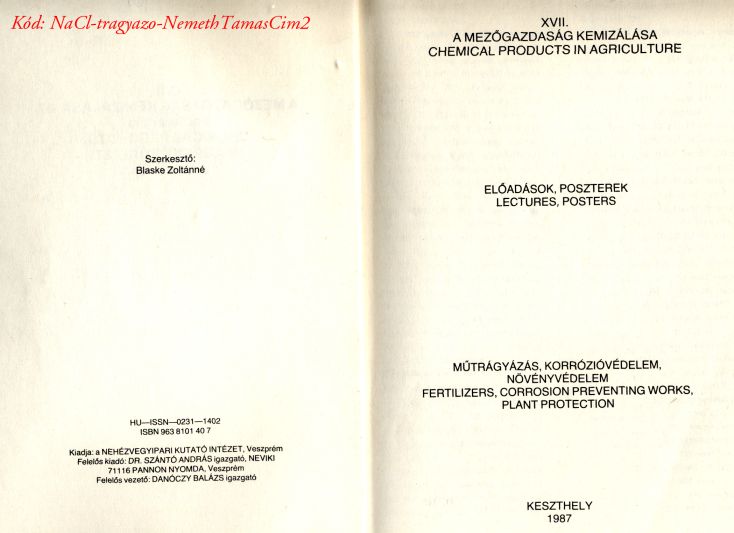 Kód: NaCl-tragyazo-NemethTamasCim2
Szerkesztő:
Blaske Zoltánné
HU—ISSN—0231—1402
ISBN 963 8101 40 7
Kiadja: a NEHÉZVEGYIPARI KUTATÓ INTÉZET, Veszprém
Felelős kiadó: DR. SZÁNTÓ ANDRÁS igazgató, NEVIKI
71116 PANNON NYOMDA, Veszprém
Felelős vezető: DANÓCZY BALÁZS igazgató
XVII.
A MEZŐGAZDASÁG KEMIZÁLÁSA
CHEMICAL PRODUCTS IN AGRICULTURE
ELŐADÁSOK, POSZTEREK
LECTURES, POSTERS
MŰTRÁGYÁZÁS, KORRÓZIÓVÉDELEM,
NÖVÉNYVÉDELEM
FERTILIZERS, CORROSION PREVENTING WORKS,
PLANT PROTECTION
KESZTHELY
1987